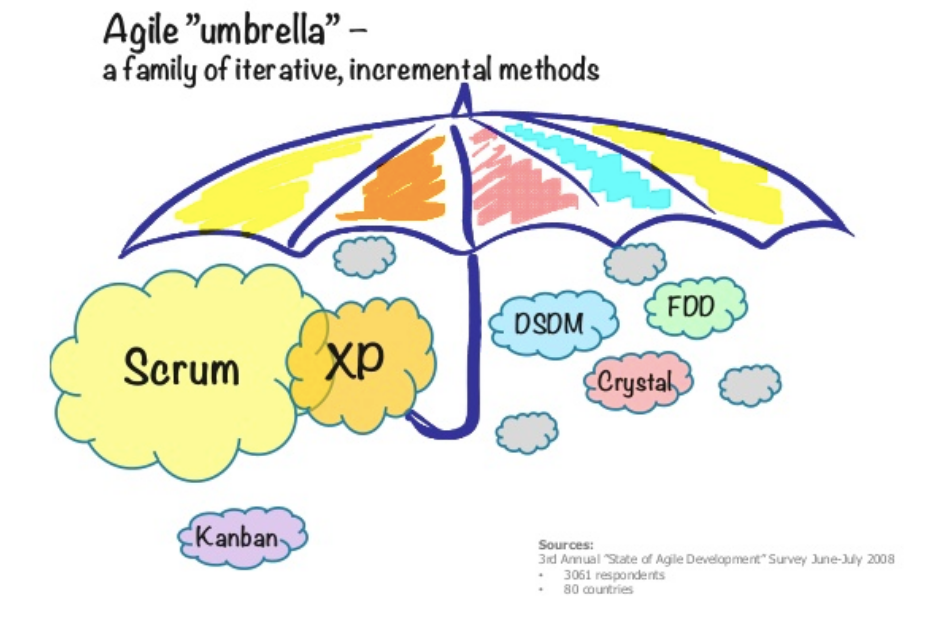 Agile ”umbrella” –
a family of iterative, incremental methods
Scrum
XP
DSDM
FDD
Crystal
Kanban
Sources:
3rd Annual ”State of Agile Development” Survey June-July 2008
• 3061 respondents
• 80 countries